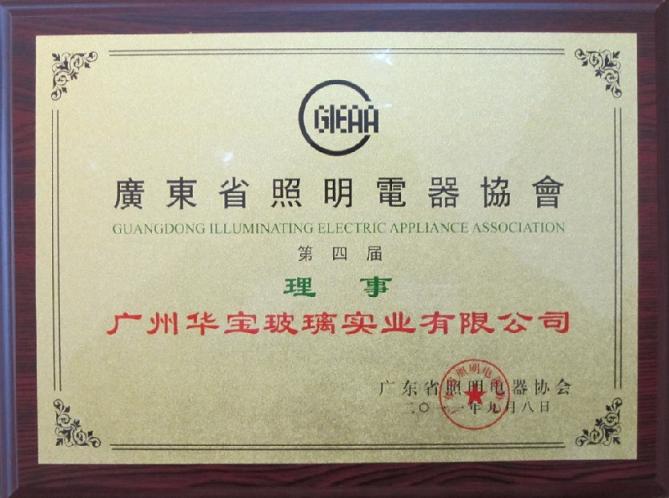 GIEAA
廣東省照明電器協會
GUANGDONG ILLUMINATING ELECTRIC APPLIANCE ASSOCIATION
第四届
理事
广州华宝玻璃实业有限公司
广东省照明电器协会
二〇一一年九月八日